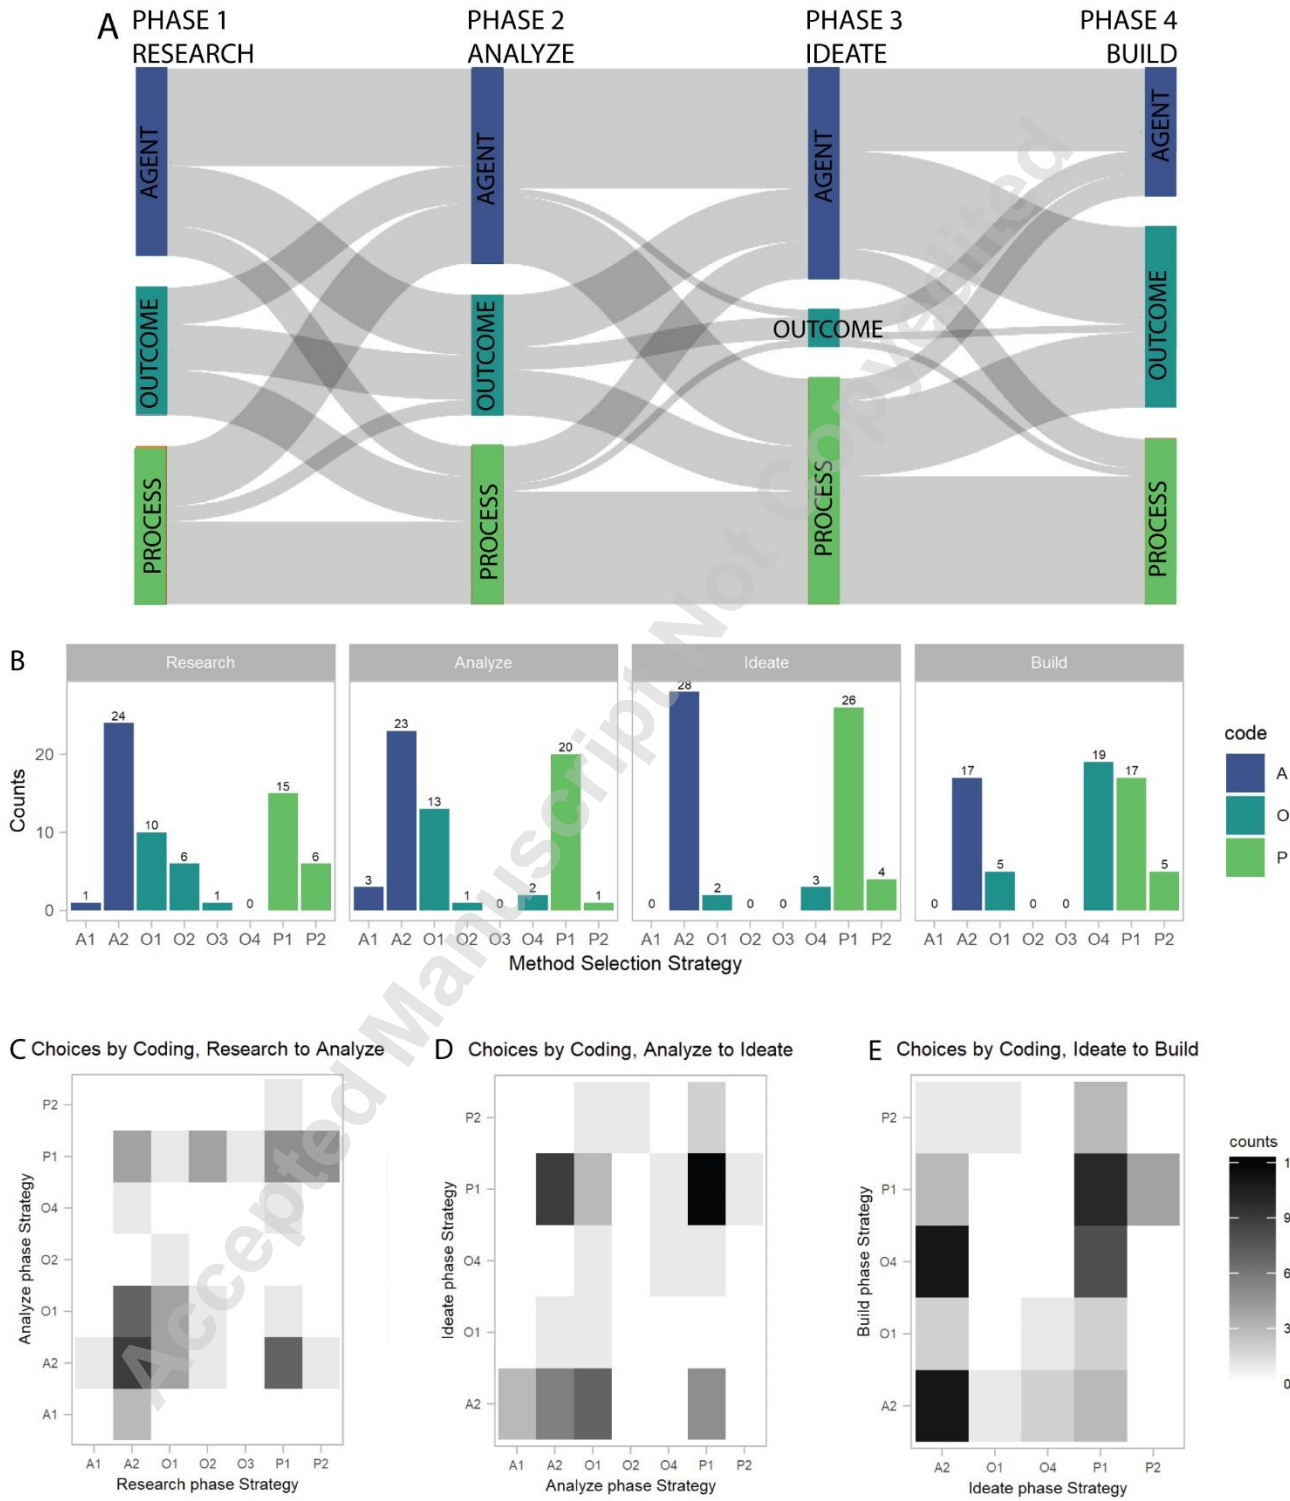 A
PHASE 1
RESEARCH
PHASE 2
ANALYZE
PHASE 3
IDEATE
PHASE 4
BUILD
AGENT
OUTCOME
PROCESS
AGENT
OUTCOME
PROCESS
AGENT
OUTCOME
PROCESS
AGENT
OUTCOME
PROCESS
Accepted Manuscript Not Copyedited
B
Research
Analyze
Ideate
Build
Counts
20
10
0
1 24 10 6 1 0 15 6
3 23 13 1 0 2 20 1
0 28 2 0 0 3 26 4
0 17 5 0 0 19 17 5
A1 A2 O1 O2 O3 O4 P1 P2
A1 A2 O1 O2 O3 O4 P1 P2
A1 A2 O1 O2 O3 O4 P1 P2
A1 A2 O1 O2 O3 O4 P1 P2
Method Selection Strategy
code
A
O
P
C Choices by Coding, Research to Analyze
Analyze phase Strategy
P2
P1
O4
O2
O1
A2
A1
A1 A2 O1 O2 O3 P1 P2
Research phase Strategy
D Choices by Coding, Analyze to Ideate
Ideate phase Strategy
P2
P1
O4
O1
A2
A1 A2 O1 O2 O4 P1 P2
Analyze phase Strategy
E Choices by Coding, Ideate to Build
Build phase Strategy
P2
P1
O4
O1
A2
A2 O1 O4 P1 P2
Ideate phase Strategy
counts
9
6
3
0